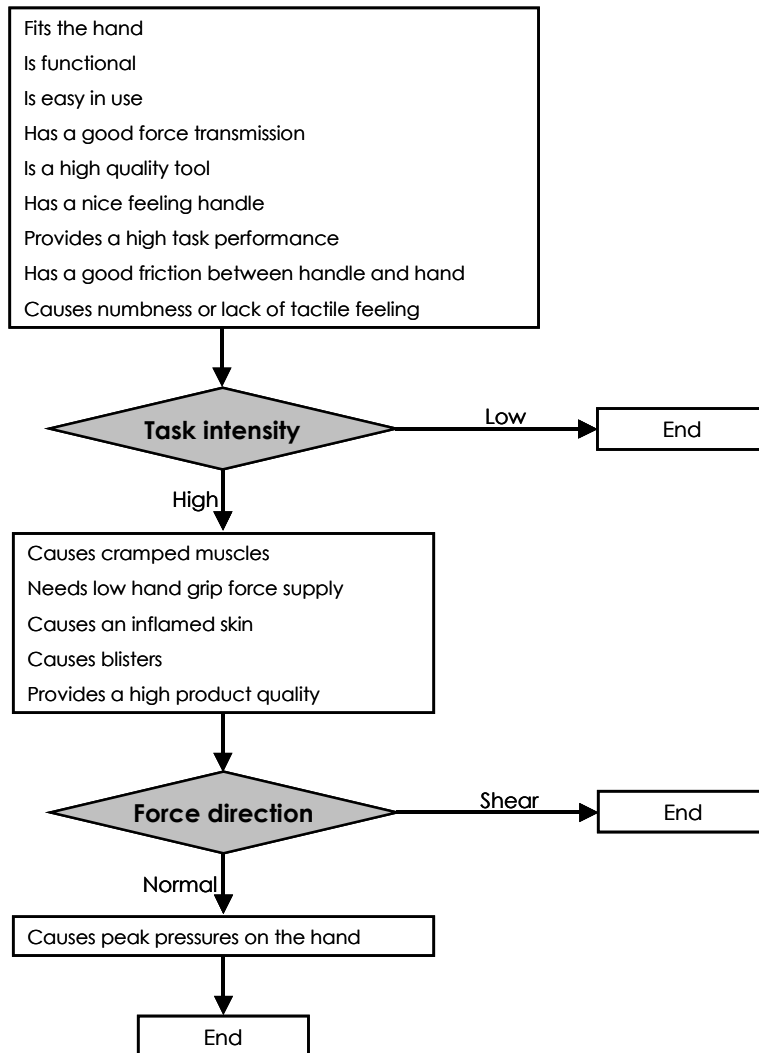 Fits the hand
Is functional
Is easy in use
Has a good force transmission
Is a high quality tool
Has a nice feeling handle
Provides a high task performance
Has a good friction between handle and hand
Causes numbness or lack of tactile feeling
Task intensity
Low
End
High
Causes cramped muscles
Needs low hand grip force supply
Causes an inflamed skin
Causes blisters
Provides a high product quality
Force direction
Shear
End
Normal
Causes peak pressures on the hand
End